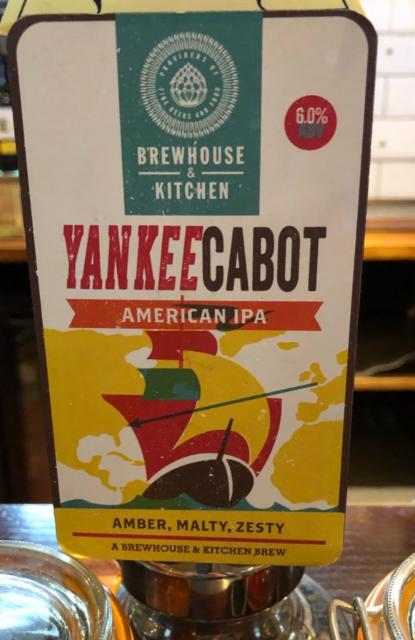 PROVIDERS OF
FINE BEERS AND FOOD
BREWHOUSE
&
KITCHEN
6.0%
ABV
YANKEECABOT
AMERICAN IPA
AMBER, MALTY, ZESTY
A BREWHOUSE & KITCHEN BREW